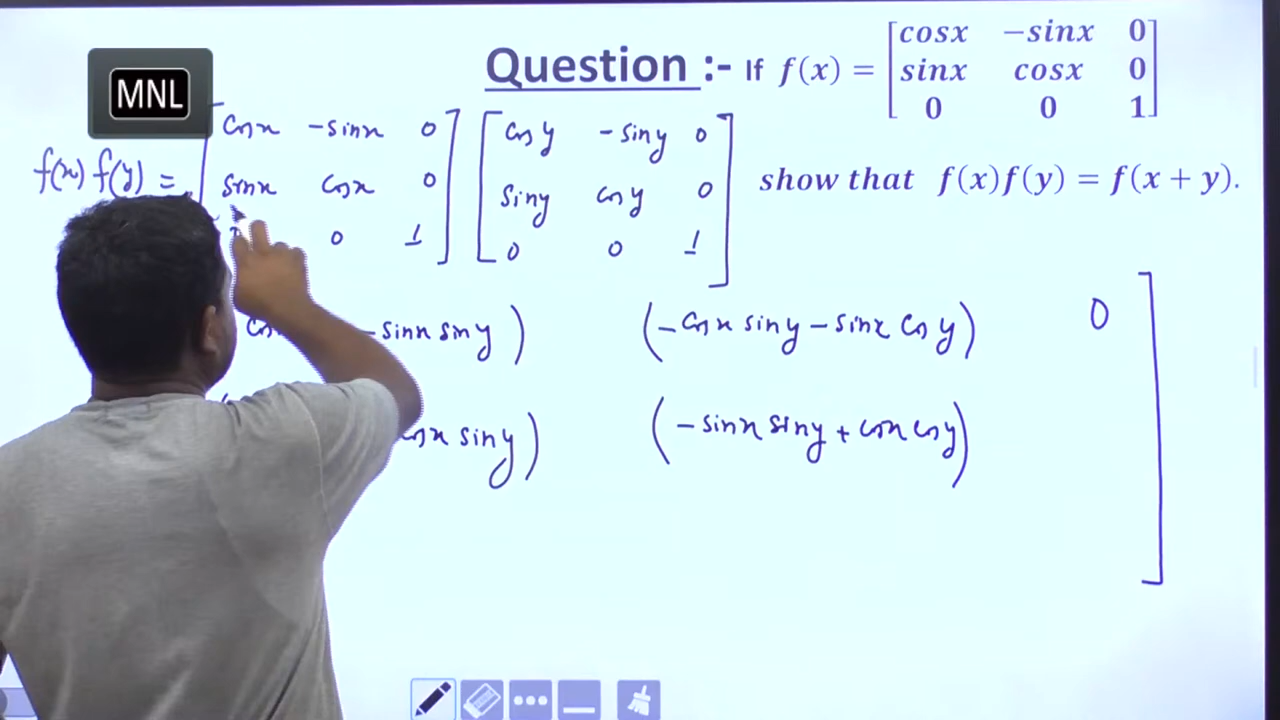 MNL
Question :- If f(x) = [cosx -sinx 0
sinx cosx 0
0 0 1]
show that f(x)f(y) = f(x + y).
f(x) f(y) = [cosx -sinx 0] [cosy -siny 0]
sinx cosx 0 siny cosy 0
0 1 0 0 1
- sinx siny) (-cosx siny - sinx cosy) 0]
cosx siny) (-sinx siny + cosx cosy)